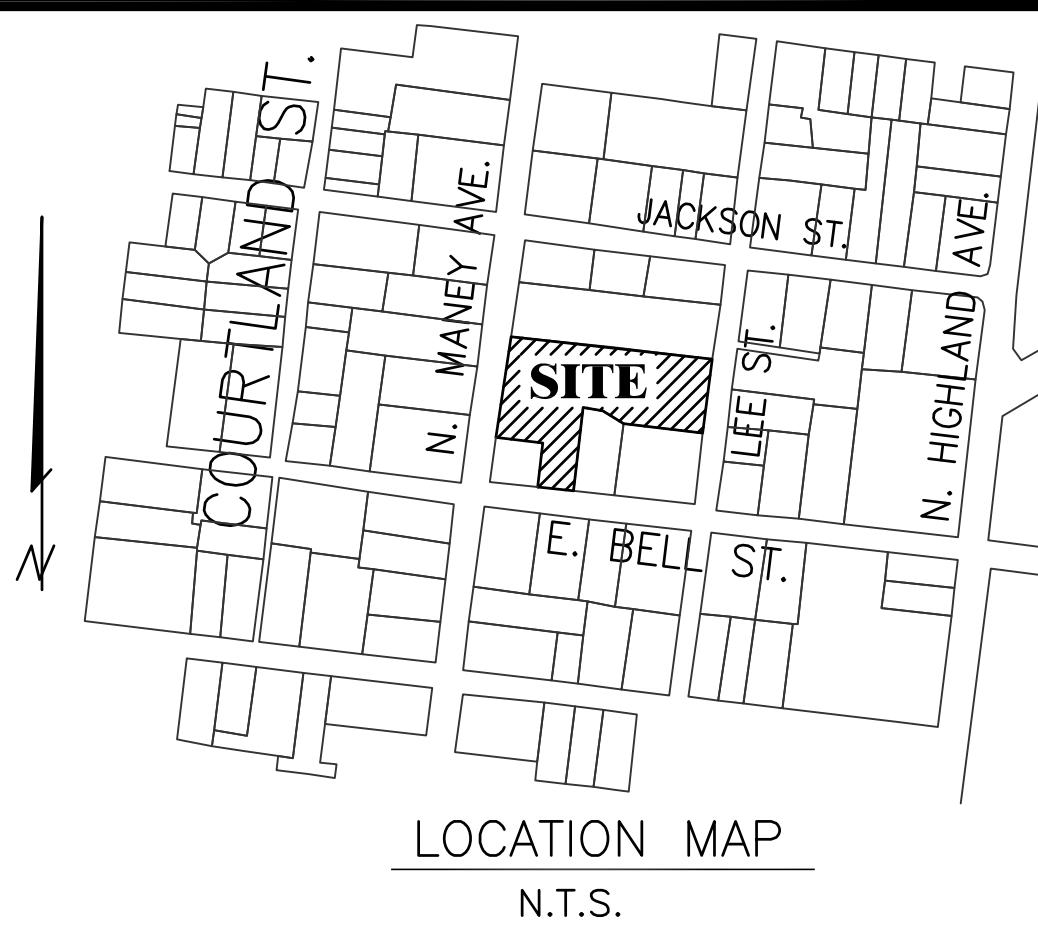 COURTLAND ST.
N. MANEY AVE.
JACKSON ST.
LEE ST.
N. HIGHLAND AVE.
SITE
E. BELL ST.
N
LOCATION MAP
N.T.S.